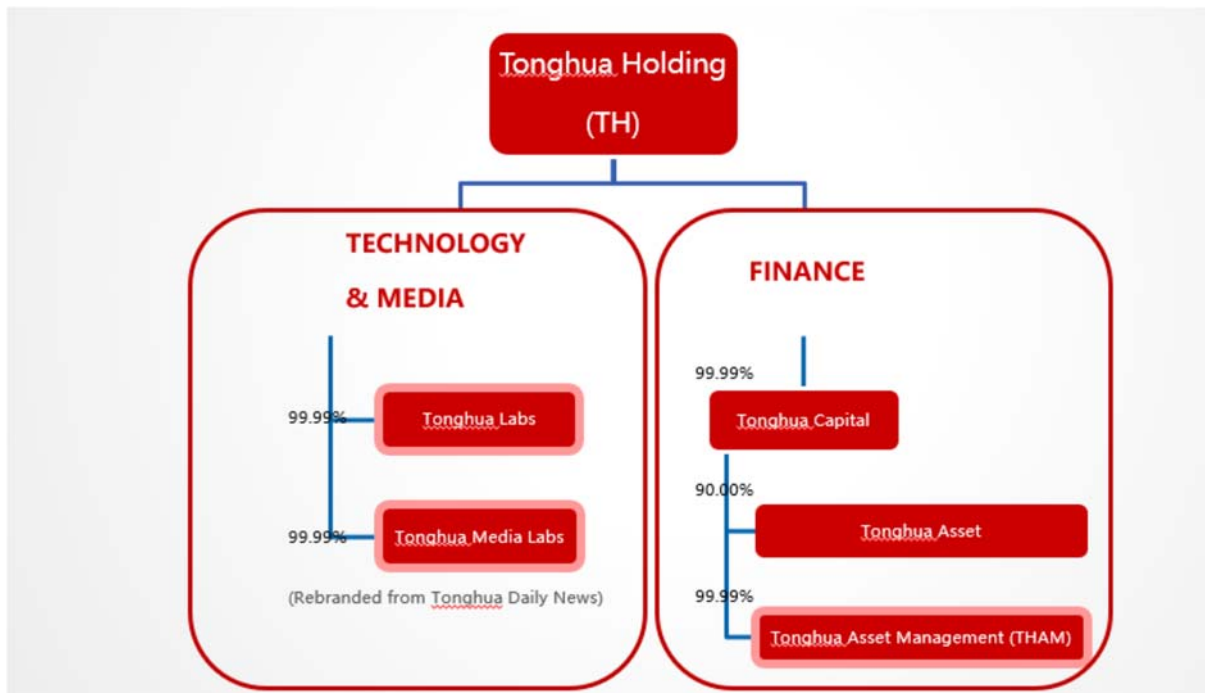 Tonghua Holding
(TH)
TECHNOLOGY
& MEDIA
99.99%
Tonghua Labs
99.99%
Tonghua Media Labs
(Rebranded from Tonghua Daily News)
FINANCE
99.99%
Tonghua Capital
90.00%
Tonghua Asset
99.99%
Tonghua Asset Management (THAM)